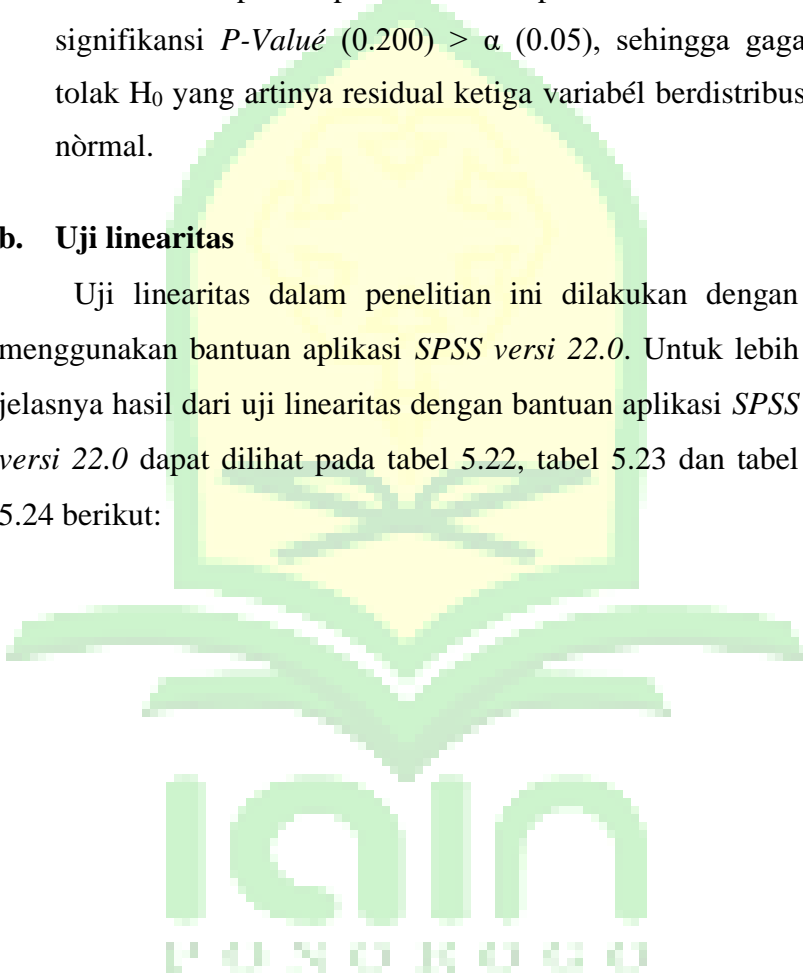 signifikansi P-Valué (0.200) > α (0.05), sehingga gaga
tolak H₀ yang artinya residual ketiga variabél berdistribus
nòrmal.
b. Uji linearitas
Uji linearitas dalam penelitian ini dilakukan dengan
menggunakan bantuan aplikasi SPSS versi 22.0. Untuk lebih
jelasnya hasil dari uji linearitas dengan bantuan aplikasi SPSS
versi 22.0 dapat dilihat pada tabel 5.22, tabel 5.23 dan tabel
5.24 berikut:
iain
PONOROGO